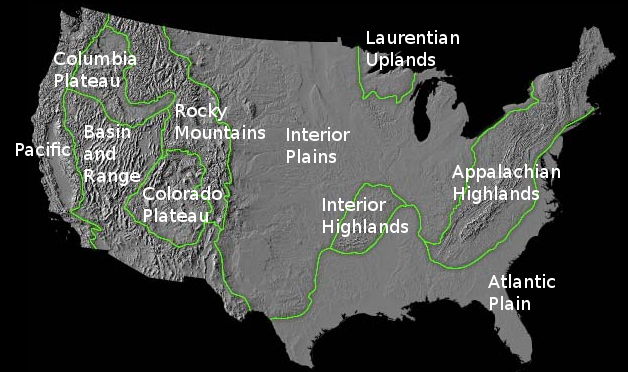 Laurentian
Uplands
Columbia
Plateau
Rocky
Mountains
Basin
and
Range
Pacific
Interior
Plains
Colorado
Plateau
Interior
Highlands
Appalachian
Highlands
Atlantic
Plain